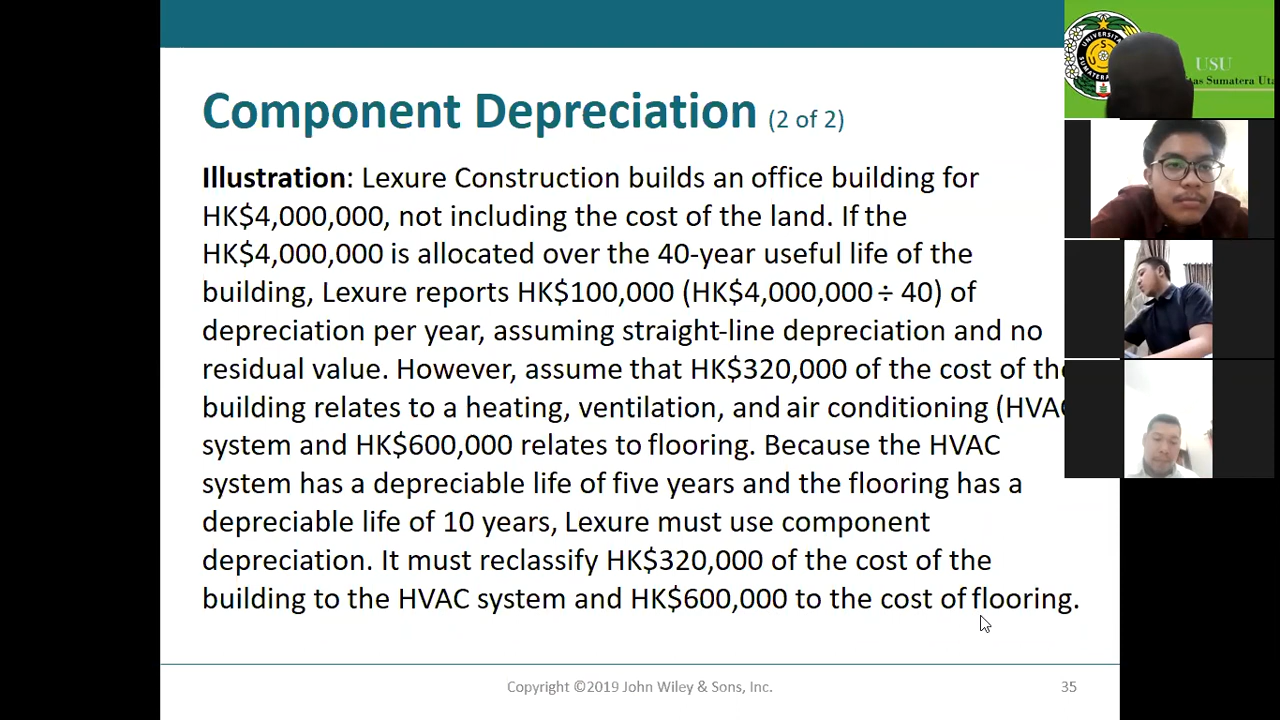 Component Depreciation (2 of 2)
Illustration: Lexure Construction builds an office building for
HK$4,000,000, not including the cost of the land. If the
HK$4,000,000 is allocated over the 40-year useful life of the
building, Lexure reports HK$100,000 (HK$4,000,000 ÷ 40) of
depreciation per year, assuming straight-line depreciation and no
residual value. However, assume that HK$320,000 of the cost of the
building relates to a heating, ventilation, and air conditioning (HVAC
system and HK$600,000 relates to flooring. Because the HVAC
system has a depreciable life of five years and the flooring has a
depreciable life of 10 years, Lexure must use component
depreciation. It must reclassify HK$320,000 of the cost of the
building to the HVAC system and HK$600,000 to the cost of flooring.
Copyright ©2019 John Wiley & Sons, Inc.
35
USU
tas Sumatera Uta